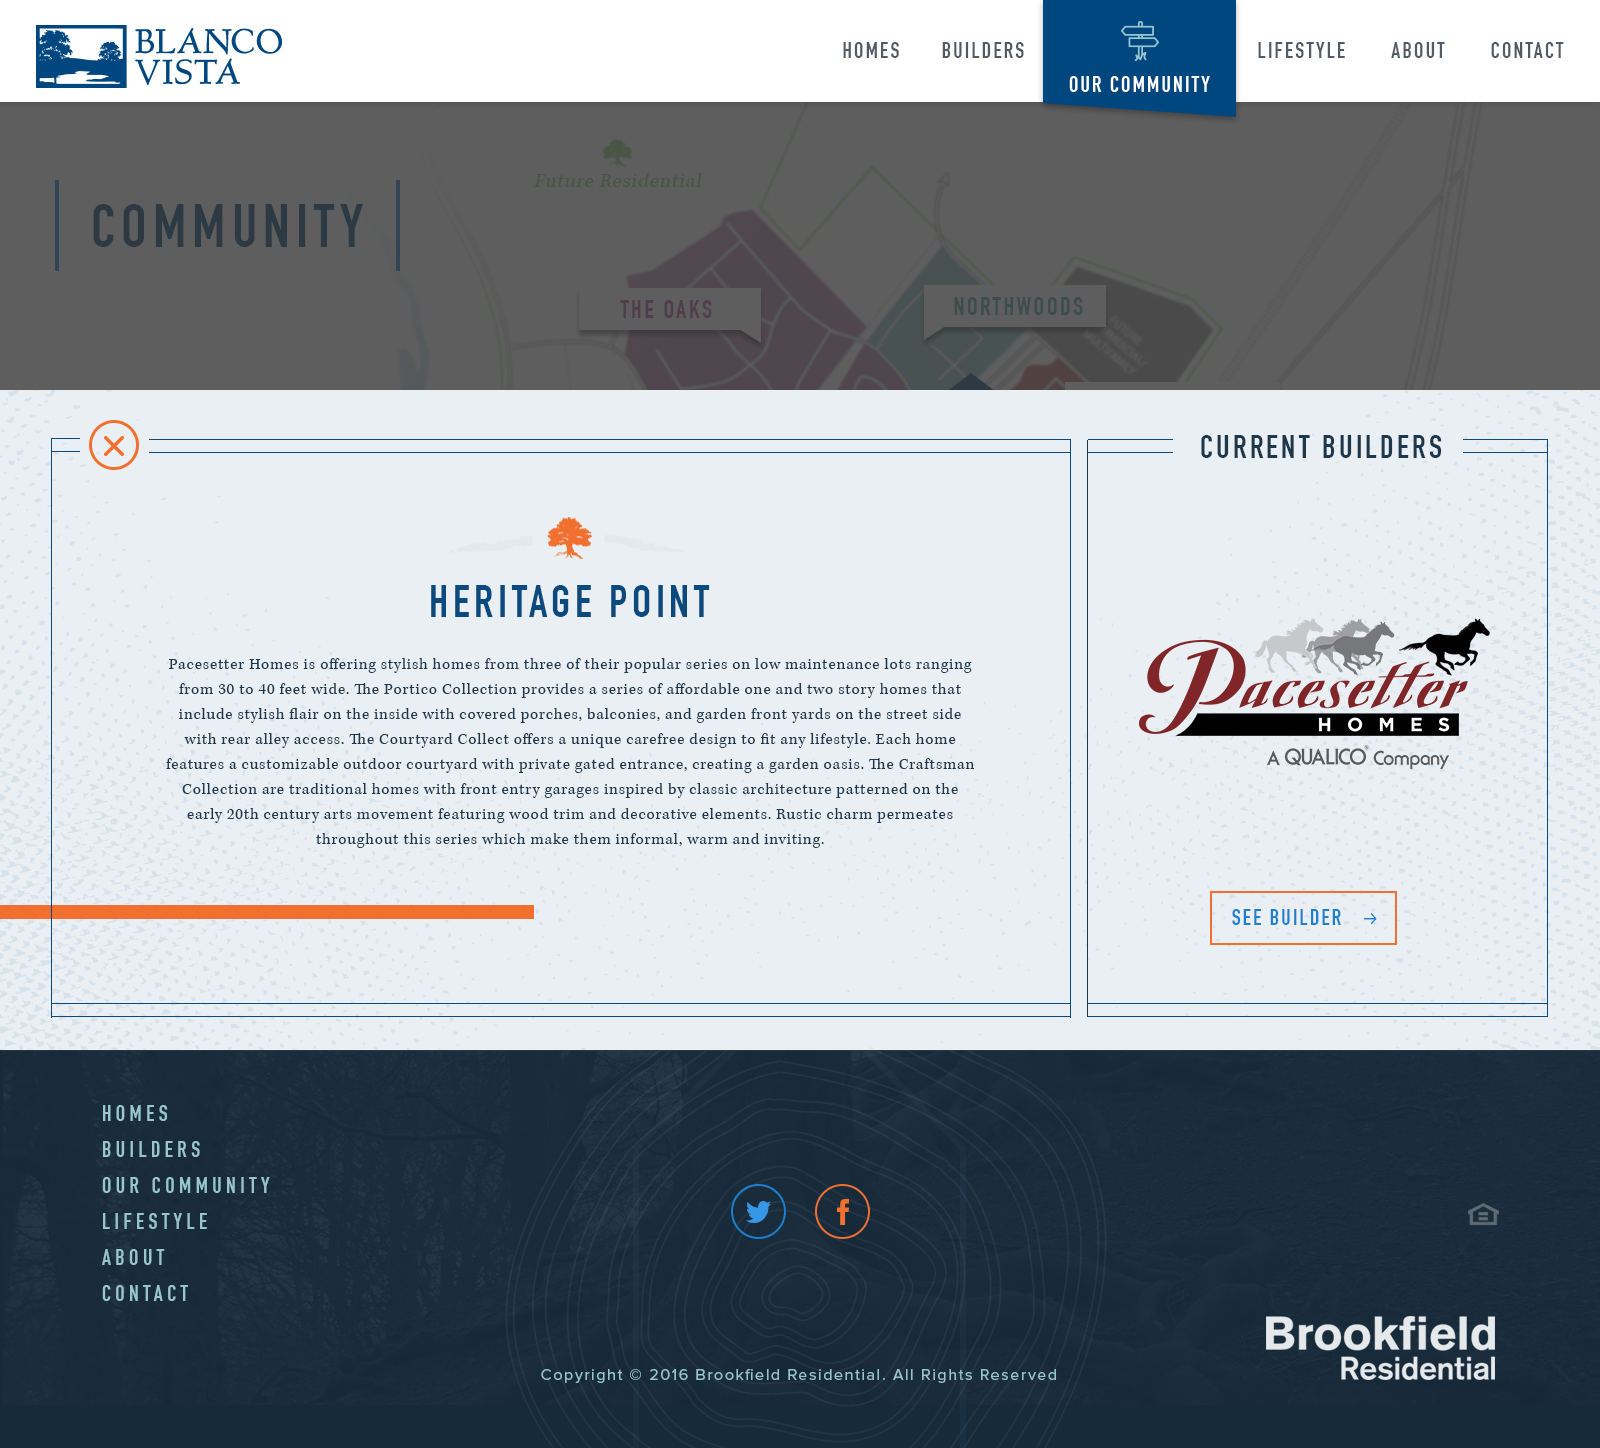 BLANCO
VISTA
HOMES
BUILDERS
OUR COMMUNITY
LIFESTYLE
ABOUT
CONTACT
Future Residential
COMMUNITY
THE OAKS
NORTHWOODS
CURRENT BUILDERS
HERITAGE POINT
Pacesetter Homes is offering stylish homes from three of their popular series on low maintenance lots ranging
from 30 to 40 feet wide. The Portico Collection provides a series of affordable one and two story homes that
include stylish flair on the inside with covered porches, balconies, and garden front yards on the street side
with rear alley access. The Courtyard Collect offers a unique carefree design to fit any lifestyle. Each home
features a customizable outdoor courtyard with private gated entrance, creating a garden oasis. The Craftsman
Collection are traditional homes with front entry garages inspired by classic architecture patterned on the
early 20th century arts movement featuring wood trim and decorative elements. Rustic charm permeates
throughout this series which make them informal, warm and inviting.
Pacesetter
HOMES
A QUALICO® Company
SEE BUILDER
HOMES
BUILDERS
OUR COMMUNITY
LIFESTYLE
ABOUT
CONTACT
Copyright © 2016 Brookfield Residential. All Rights Reserved
Brookfield
Residential